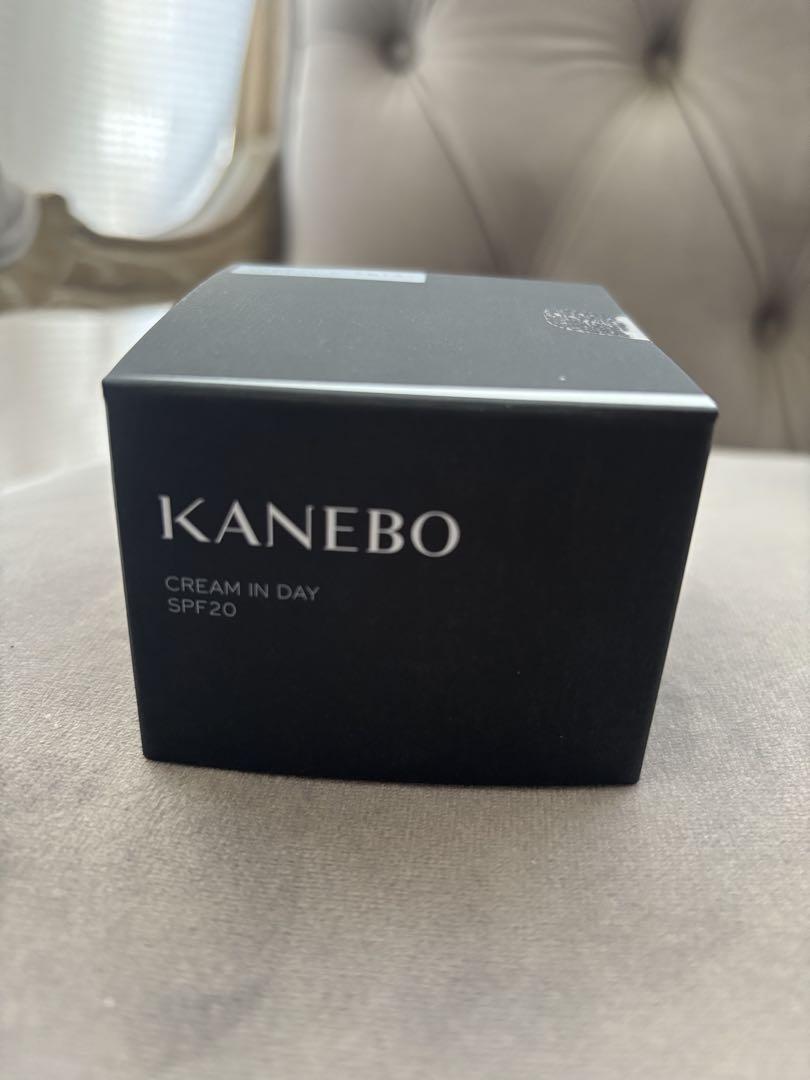 KANEBO
CREAM IN DAY
SPF20